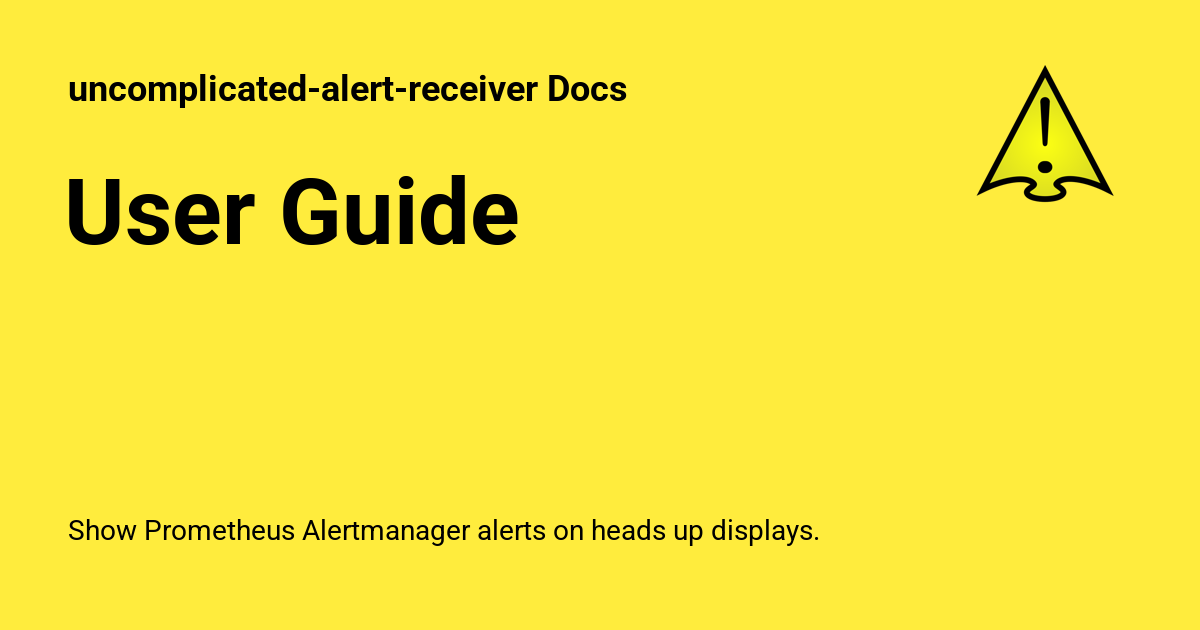 uncomplicated-alert-receiver Docs
User Guide
Show Prometheus Alertmanager alerts on heads up displays.